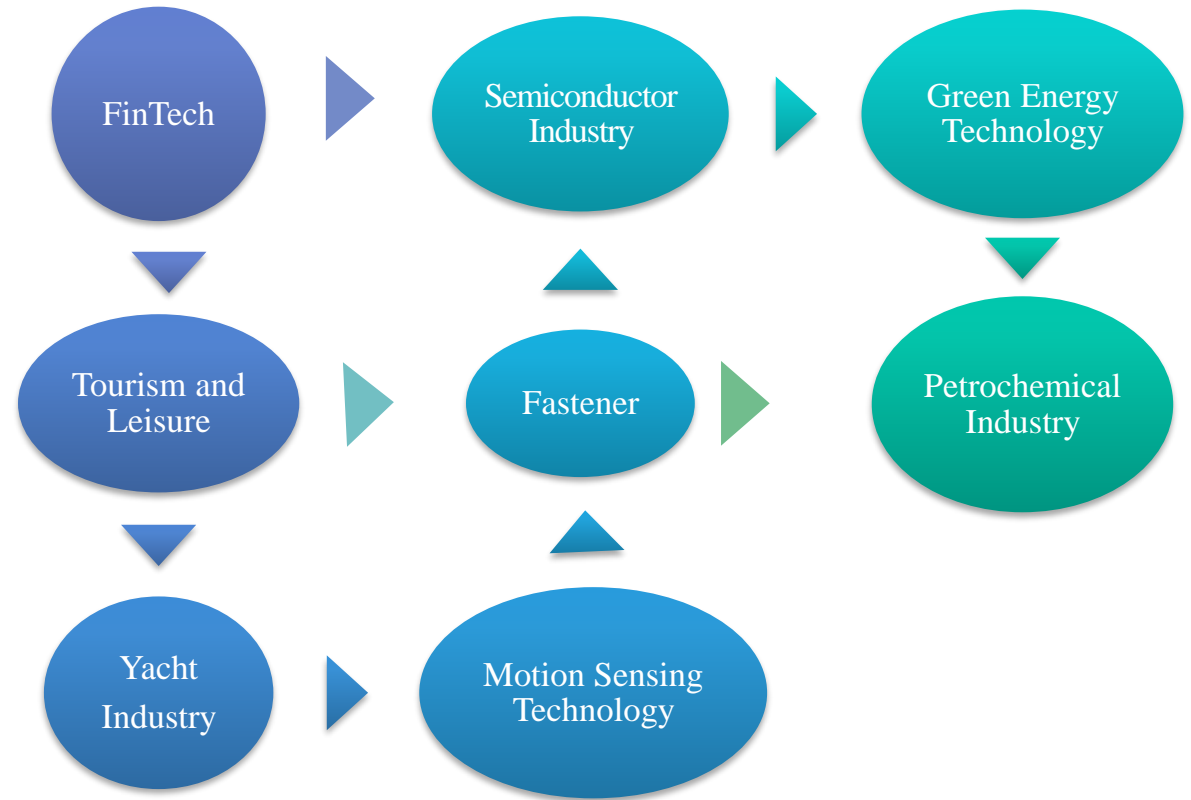 FinTech
Semiconductor
Industry
Green Energy
Technology
Tourism and
Leisure
Fastener
Petrochemical
Industry
Yacht
Industry
Motion Sensing
Technology